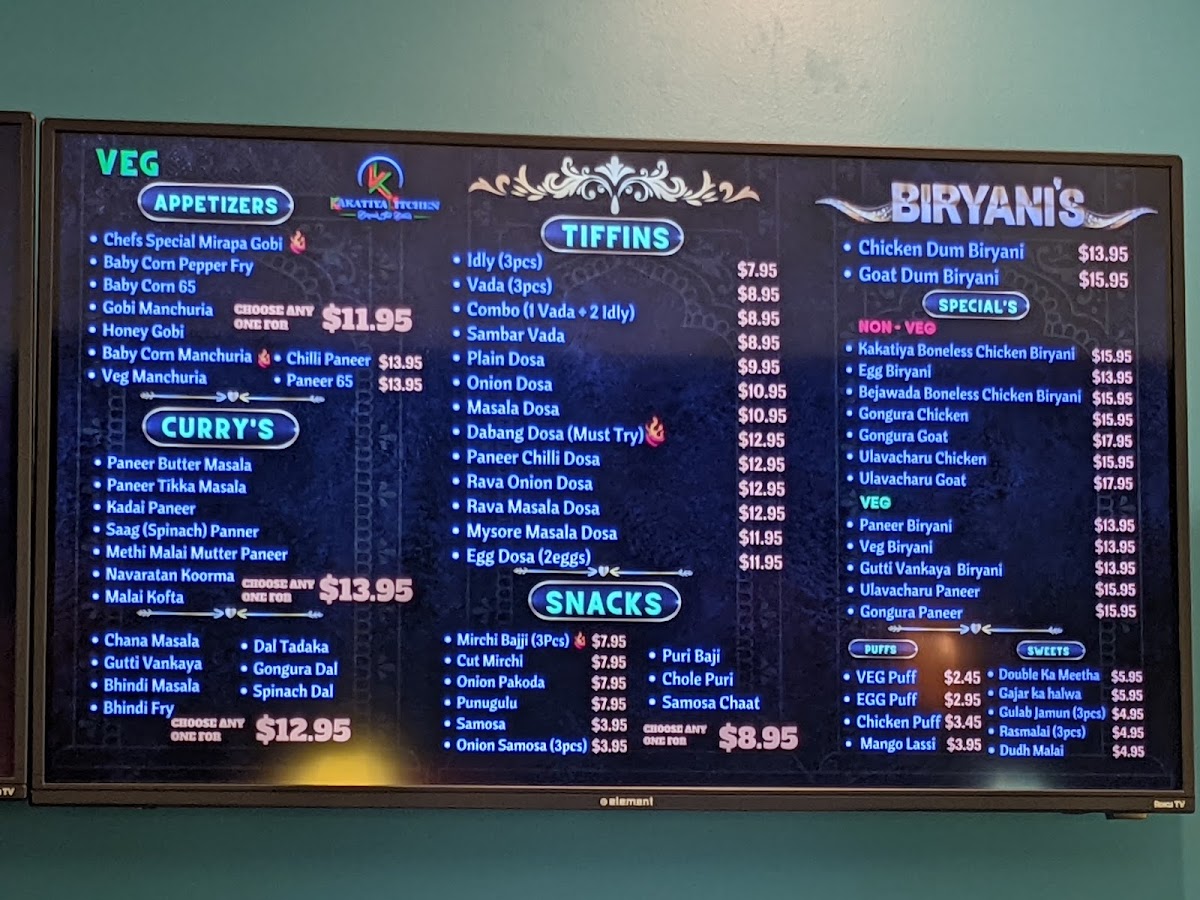 VEG
APPETIZERS
KAKATIYA KITCHEN
• Chefs Special Mirapa Gobi
• Baby Corn Pepper Fry
• Baby Corn 65
• Gobi Manchuria
• Honey Gobi
• Baby Corn Manchuria
• Veg Manchuria
CHOOSE ANY
ONE FOR $11.95
• Chilli Paneer $13.95
• Paneer 65 $13.95
CURRY'S
• Paneer Butter Masala
• Paneer Tikka Masala
• Kadai Paneer
• Saag (Spinach) Panner
• Methi Malai Mutter Paneer
• Navaratan Koorma
• Malai Kofta
CHOOSE ANY
ONE FOR $13.95
• Chana Masala
• Gutti Vankaya
• Bhindi Masala
• Bhindi Fry
• Dal Tadaka
• Gongura Dal
• Spinach Dal
CHOOSE ANY
ONE FOR $12.95
TIFFINS
• Idly (3pcs) $7.95
• Vada (3pcs) $8.95
• Combo (1 Vada + 2 Idly) $8.95
• Sambar Vada $8.95
• Plain Dosa $9.95
• Onion Dosa $10.95
• Masala Dosa $10.95
• Dabang Dosa (Must Try) $12.95
• Paneer Chilli Dosa $12.95
• Rava Onion Dosa $12.95
• Rava Masala Dosa $12.95
• Mysore Masala Dosa $11.95
• Egg Dosa (2eggs) $11.95
SNACKS
• Mirchi Bajji (3Pcs) $7.95
• Cut Mirchi $7.95
• Onion Pakoda $7.95
• Punugulu $7.95
• Samosa $3.95
• Onion Samosa (3pcs) $3.95
• Puri Baji
• Chole Puri
• Samosa Chaat
CHOOSE ANY
ONE FOR $8.95
BIRYANI'S
• Chicken Dum Biryani $13.95
• Goat Dum Biryani $15.95
SPECIAL'S
NON - VEG
• Kakatiya Boneless Chicken Biryani $15.95
• Egg Biryani $13.95
• Bejawada Boneless Chicken Biryani $15.95
• Gongura Chicken $15.95
• Gongura Goat $17.95
• Ulavacharu Chicken $15.95
• Ulavacharu Goat $17.95
VEG
• Paneer Biryani $13.95
• Veg Biryani $13.95
• Gutti Vankaya Biryani $13.95
• Ulavacharu Paneer $15.95
• Gongura Paneer $15.95
PUFFS
• VEG Puff $2.45
• EGG Puff $2.95
• Chicken Puff $3.45
• Mango Lassi $3.95
SWEETS
• Double Ka Meetha $5.95
• Gajar ka halwa $5.95
• Gulab Jamun (3pcs) $4.95
• Rasmalai (3pcs) $4.95
• Dudh Malai $4.95
TV
element
Roku TV